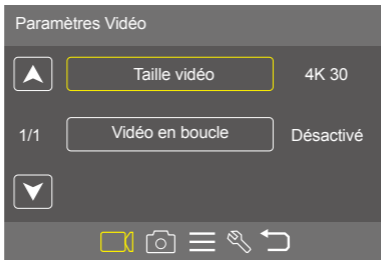 Paramètres Vidéo
Taille vidéo 4K 30
1/1 Vidéo en boucle Désactivé